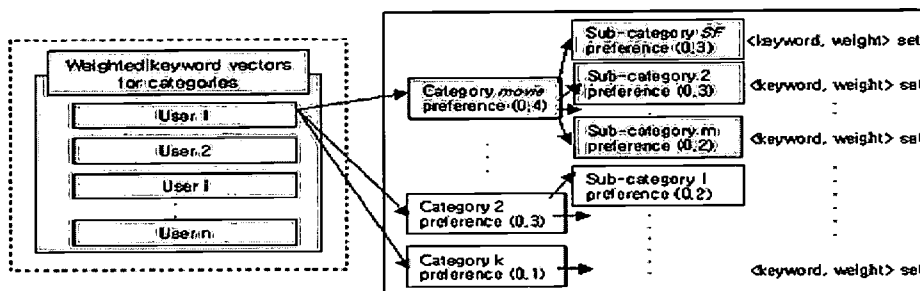 Weighted keyword vectors
for categories
User 1
User 2
User i
User n
Category movie
preference (0.4)
Category 2
preference (0.3)
Category k
preference (0.1)
Sub-category SF
preference (0.3)
Sub-category 2
preference (0.3)
Sub-category m
preference (0.2)
Sub-category 1
preference (0.2)
<keyword, weight> set
<keyword, weight> set
<keyword, weight> set
<keyword, weight> set